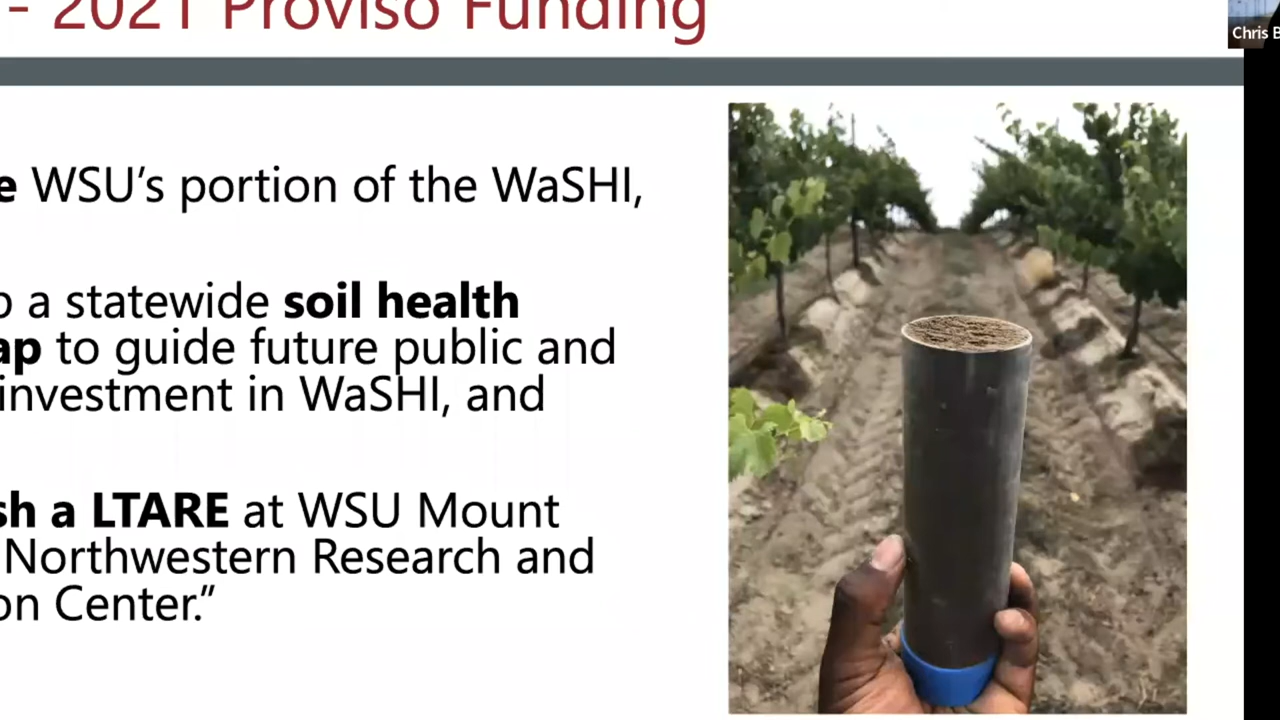 - 2021 Proviso Funding
Chris B
e WSU’s portion of the WaSHI,
o a statewide soil health
ap to guide future public and
investment in WaSHI, and
sh a LTARE at WSU Mount
Northwestern Research and
on Center.”